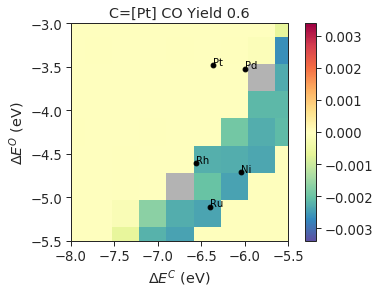 C=[Pt] CO Yield 0.6
−3.0
−3.5
−4.0
−4.5
−5.0
−5.5
ΔE^O (eV)
Pt
Pd
Rh
Ni
Ru
−8.0 −7.5 −7.0 −6.5 −6.0 −5.5
ΔE^C (eV)
0.003
0.002
0.001
0.000
−0.001
−0.002
−0.003